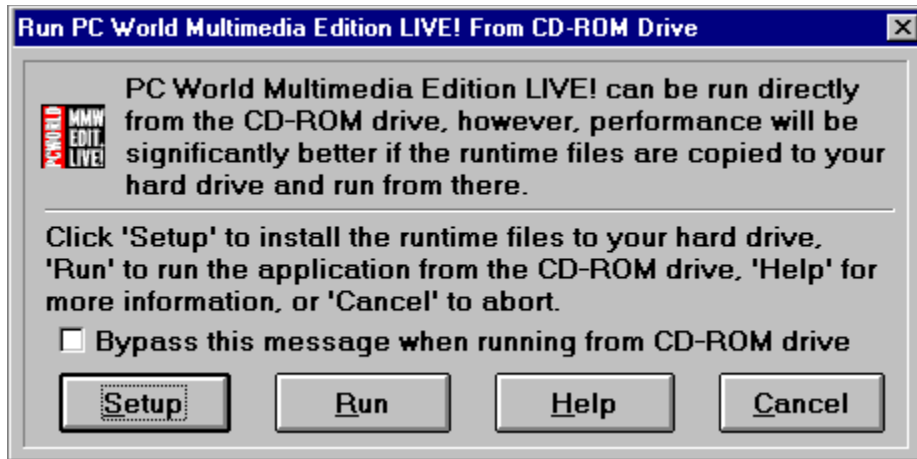 Run PC World Multimedia Edition LIVE! From CD-ROM Drive
PC World Multimedia Edition LIVE! can be run directly
from the CD-ROM drive, however, performance will be
significantly better if the runtime files are copied to your
hard drive and run from there.
PCWORLD
MMW
EDIT.
LIVE!
Click 'Setup' to install the runtime files to your hard drive,
'Run' to run the application from the CD-ROM drive, 'Help' for
more information, or 'Cancel' to abort.
Bypass this message when running from CD-ROM drive
Setup
Run
Help
Cancel